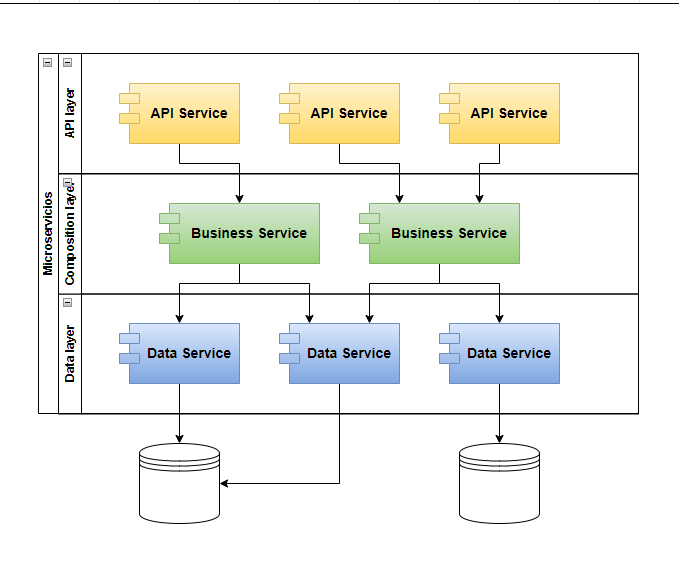 Microservicios
API layer
API Service
API Service
API Service
Composition layer
Business Service
Business Service
Data layer
Data Service
Data Service
Data Service